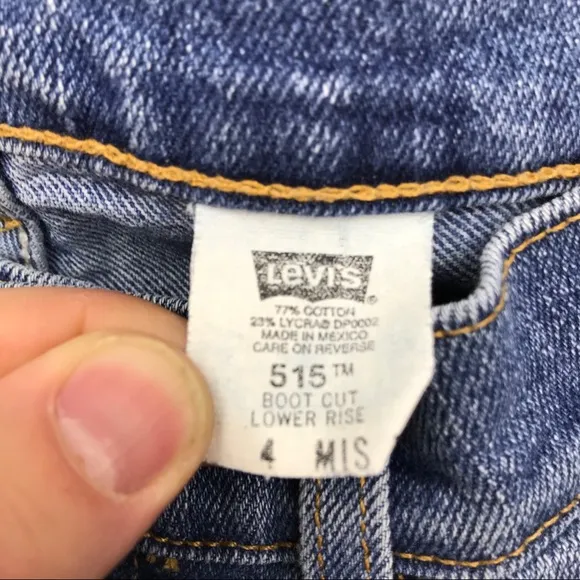 Levi's ®
77% COTTON
23% LYCRA® DP0002
MADE IN MEXICO
CARE ON REVERSE
515™
BOOT CUT
LOWER RISE
4 MIS